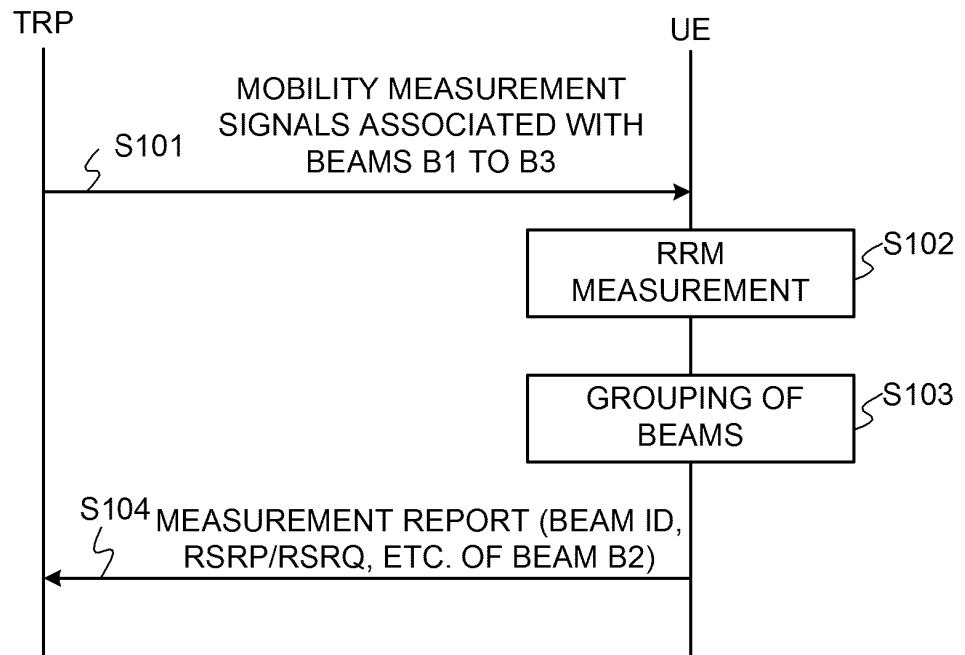 TRP
UE
MOBILITY MEASUREMENT
SIGNALS ASSOCIATED WITH
BEAMS B1 TO B3
S101
RRM
MEASUREMENT
S102
GROUPING OF
BEAMS
S103
S104
MEASUREMENT REPORT (BEAM ID,
RSRP/RSRQ, ETC. OF BEAM B2)